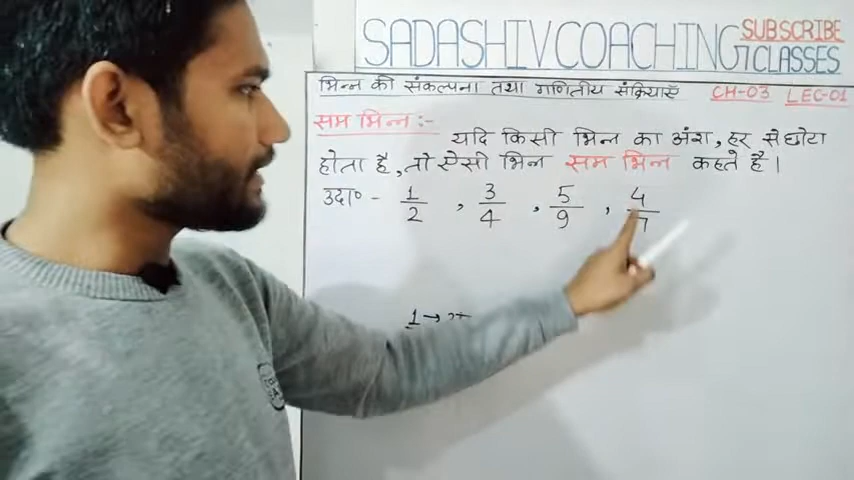 SADASHIV COACHING CLASSES
SUBSCRIBE
भिन्न की संकल्पना तथा गणितीय संक्रियाएँ CH-03 LEC-01
सम भिन्न :-
यदि किसी भिन्न का अंश, हर से छोटा
होता है, तो ऐसी भिन्न सम भिन्न कहते है।
उदा० - 1/2 , 3/4 , 5/9 , 4/7
1 →